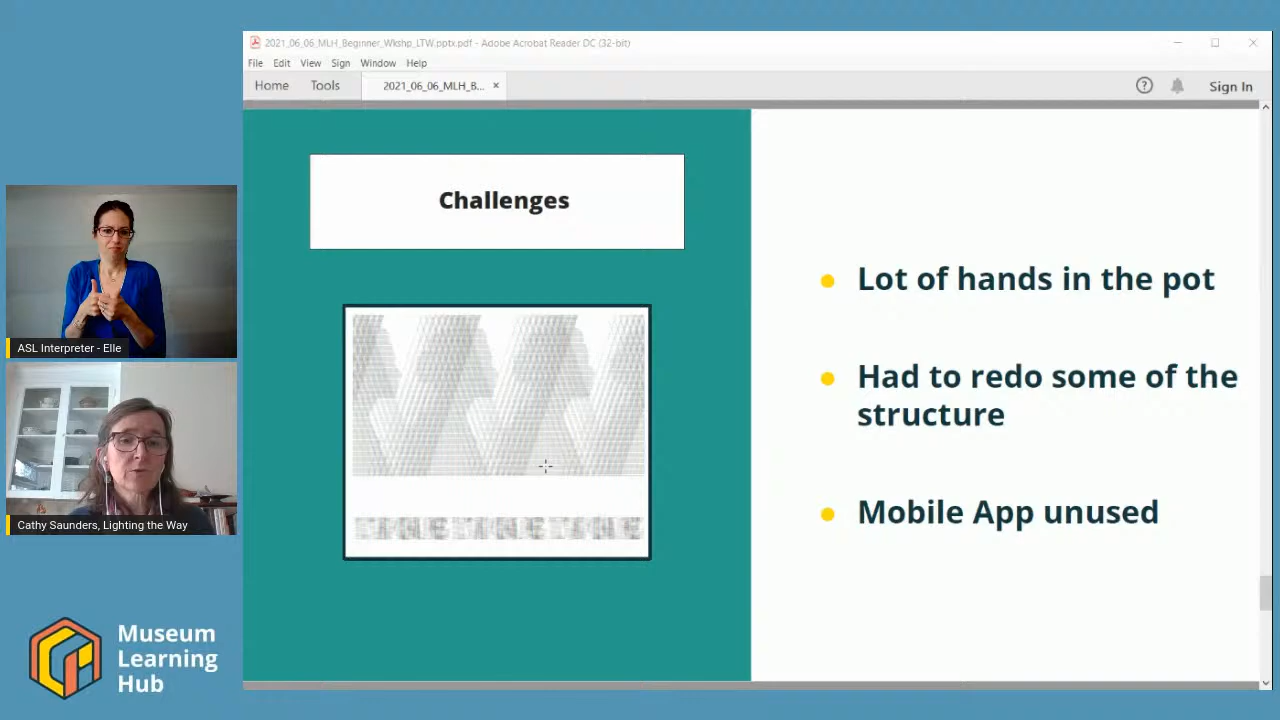 2021_06_06_MLH_Beginner_Wkshp_LTW.pptx.pdf - Adobe Acrobat Reader DC (32-bit)
File Edit View Sign Window Help
Home Tools 2021_06_06_MLH_B... × Sign In
Challenges
Lot of hands in the pot
Had to redo some of the
structure
Mobile App unused
ASL Interpreter - Elle
Cathy Saunders, Lighting the Way
Museum
Learning
Hub